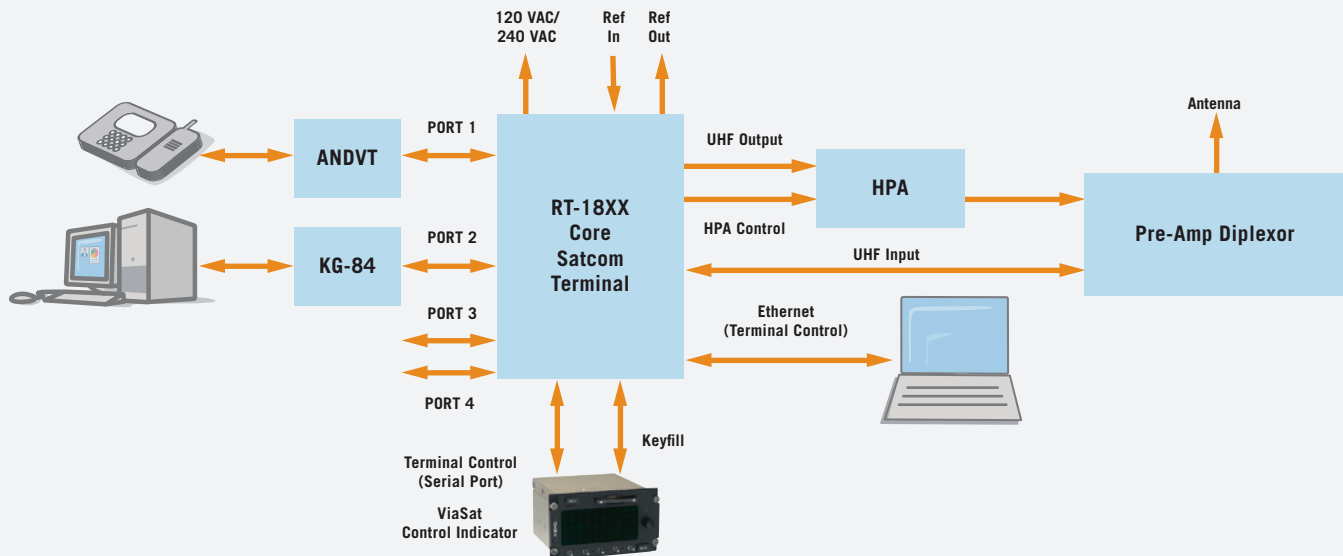 120 VAC/
240 VAC
Ref
In
Ref
Out
Antenna
PORT 1
ANDVT
UHF Output
HPA
RT-18XX
Core
Satcom
Terminal
HPA Control
Pre-Amp Diplexor
PORT 2
KG-84
UHF Input
PORT 3
Ethernet
(Terminal Control)
PORT 4
Keyfill
Terminal Control
(Serial Port)
ViaSat
Control Indicator